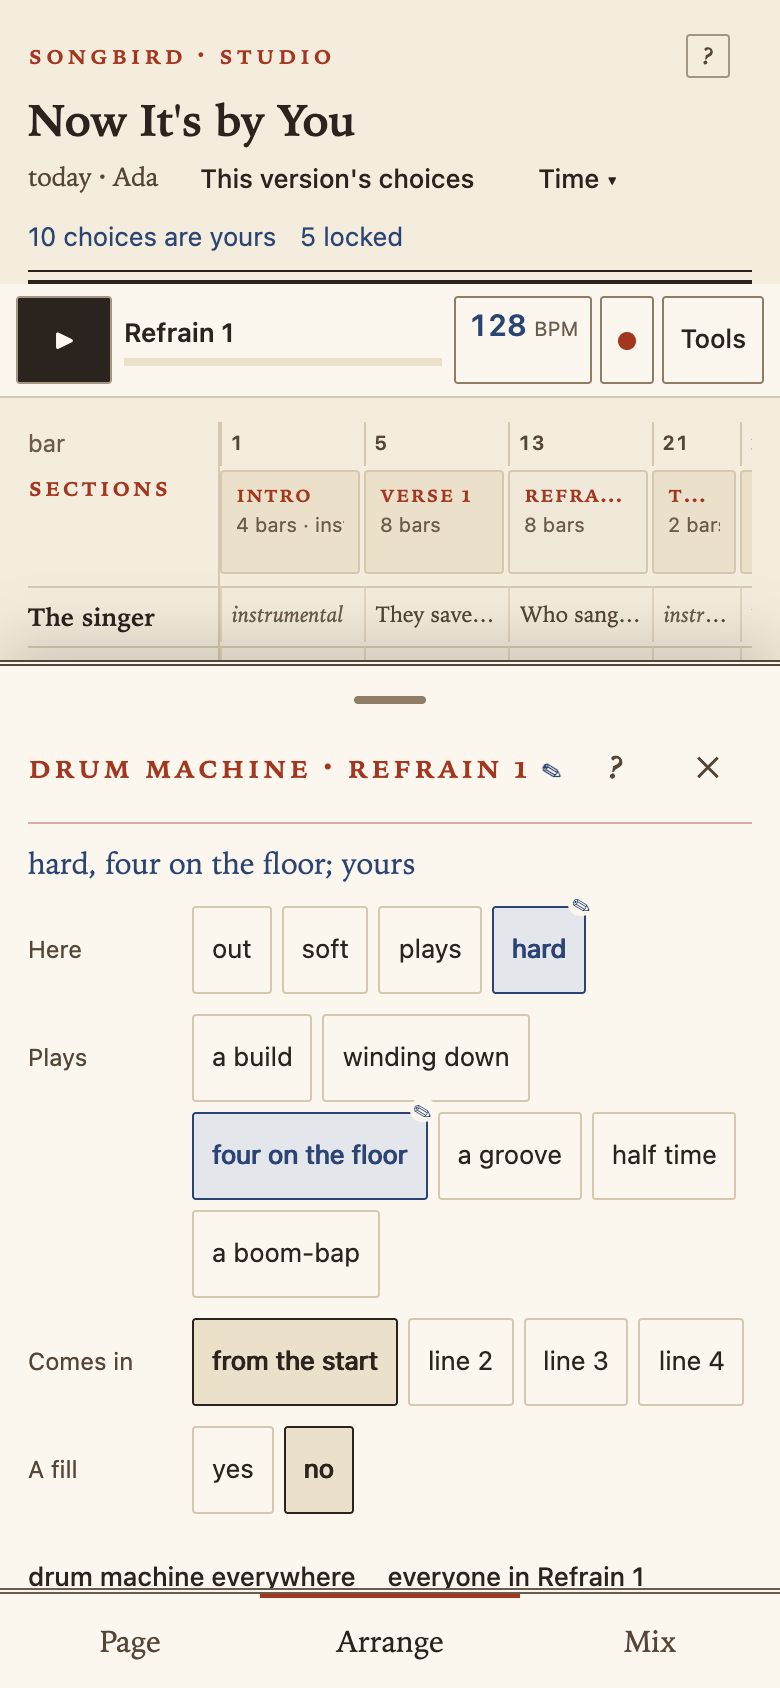 SONGBIRD · STUDIO
?
Now It's by You
today · Ada This version's choices Time ▾
10 choices are yours 5 locked
Refrain 1
128 BPM
Tools
bar 1 5 13 21
SECTIONS
INTRO VERSE 1 REFRA… T…
4 bars · ins 8 bars 8 bars 2 bar
The singer instrumental They save… Who sang… instr…
DRUM MACHINE · REFRAIN 1 ✎ ? ×
hard, four on the floor; yours
Here out soft plays hard
Plays a build winding down
four on the floor a groove half time
a boom-bap
Comes in from the start line 2 line 3 line 4
A fill yes no
drum machine everywhere everyone in Refrain 1
Page Arrange Mix